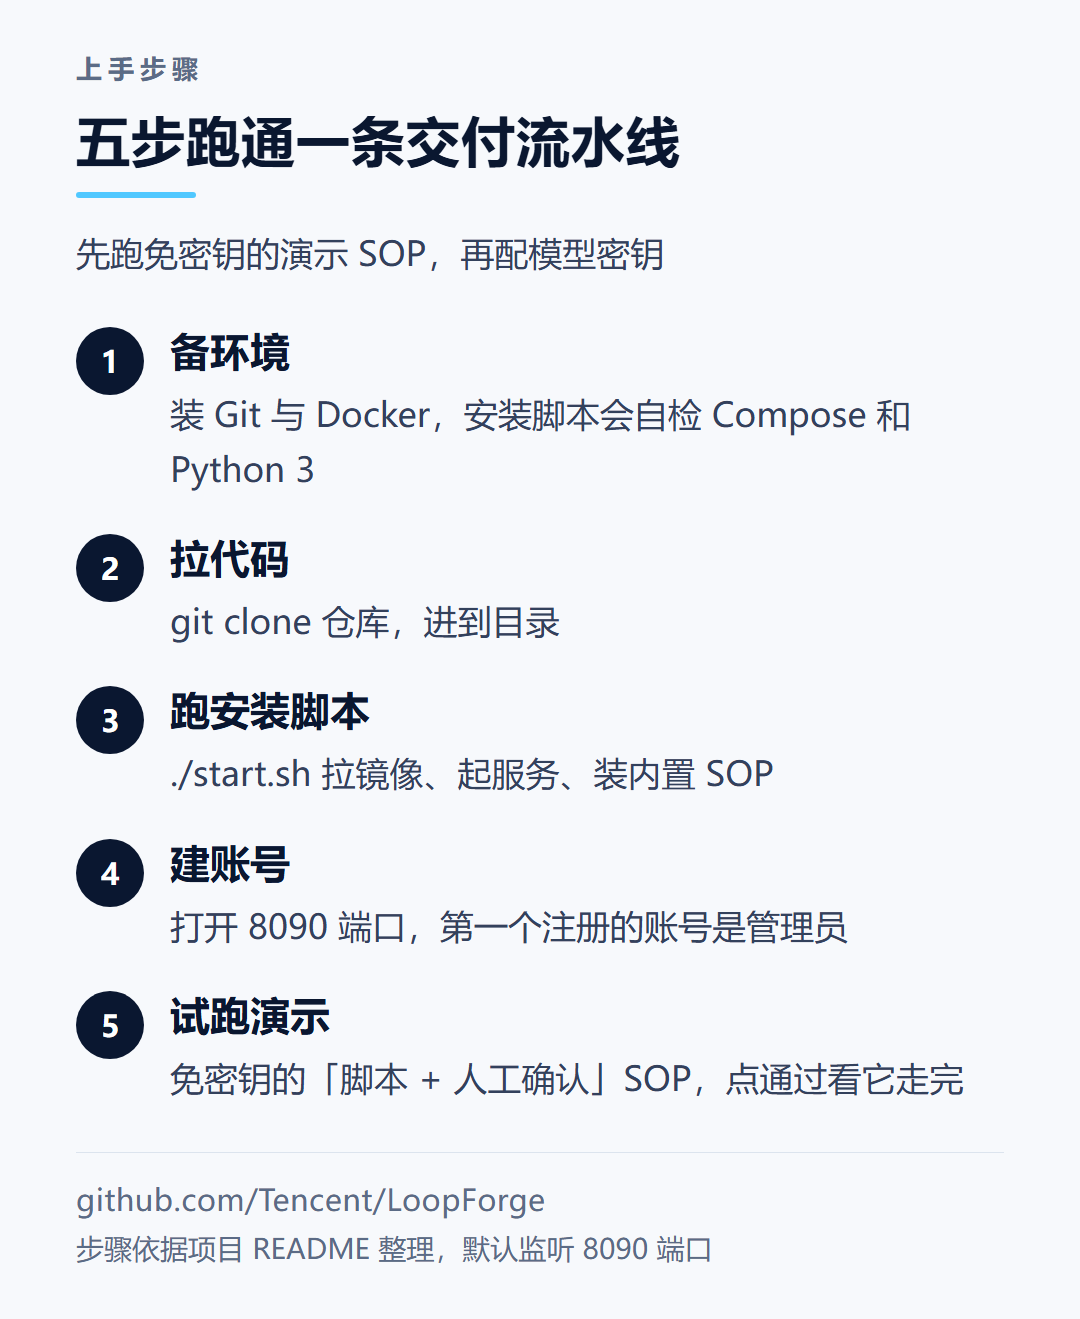 上手步骤
五步跑通一条交付流水线
先跑免密钥的演示 SOP，再配模型密钥
1
备环境
装 Git 与 Docker，安装脚本会自检 Compose 和
Python 3
2
拉代码
git clone 仓库，进到目录
3
跑安装脚本
./start.sh 拉镜像、起服务、装内置 SOP
4
建账号
打开 8090 端口，第一个注册的账号是管理员
5
试跑演示
免密钥的「脚本 + 人工确认」SOP，点通过看它走完
github.com/Tencent/LoopForge
步骤依据项目 README 整理，默认监听 8090 端口